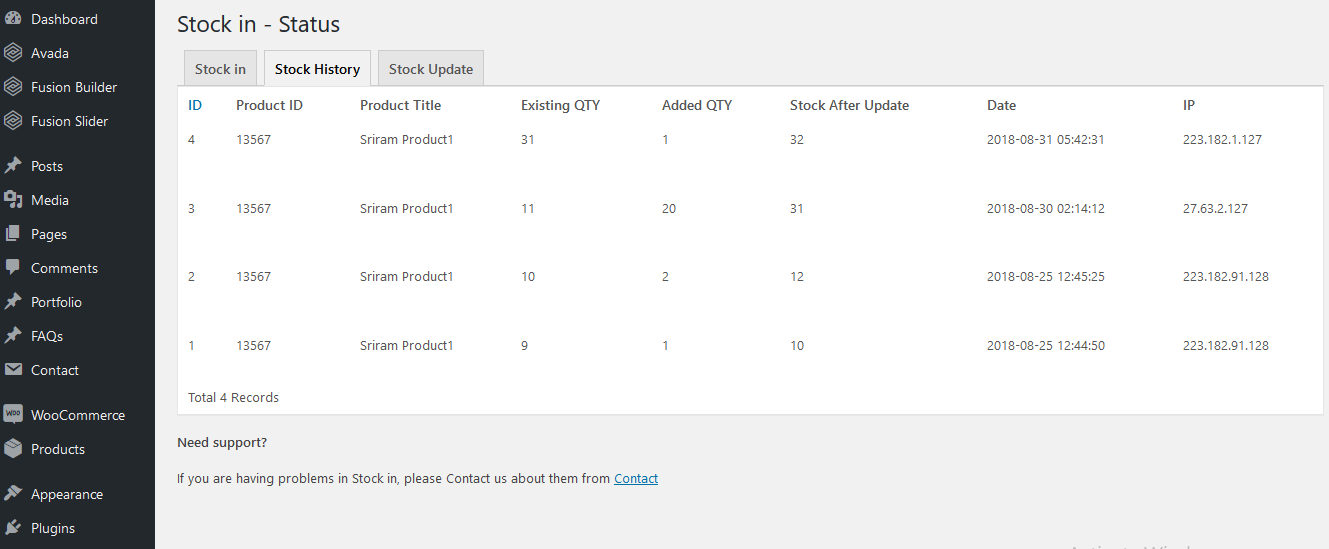 Dashboard
Avada
Fusion Builder
Fusion Slider
Posts
Media
Pages
Comments
Portfolio
FAQs
Contact
WOO WooCommerce
Products
Appearance
Plugins
Stock in - Status
Stock in Stock History Stock Update
ID Product ID Product Title Existing QTY Added QTY Stock After Update Date IP
4 13567 Sriram Product1 31 1 32 2018-08-31 05:42:31 223.182.1.127
3 13567 Sriram Product1 11 20 31 2018-08-30 02:14:12 27.63.2.127
2 13567 Sriram Product1 10 2 12 2018-08-25 12:45:25 223.182.91.128
1 13567 Sriram Product1 9 1 10 2018-08-25 12:44:50 223.182.91.128
Total 4 Records
Need support?
If you are having problems in Stock in, please Contact us about them from Contact